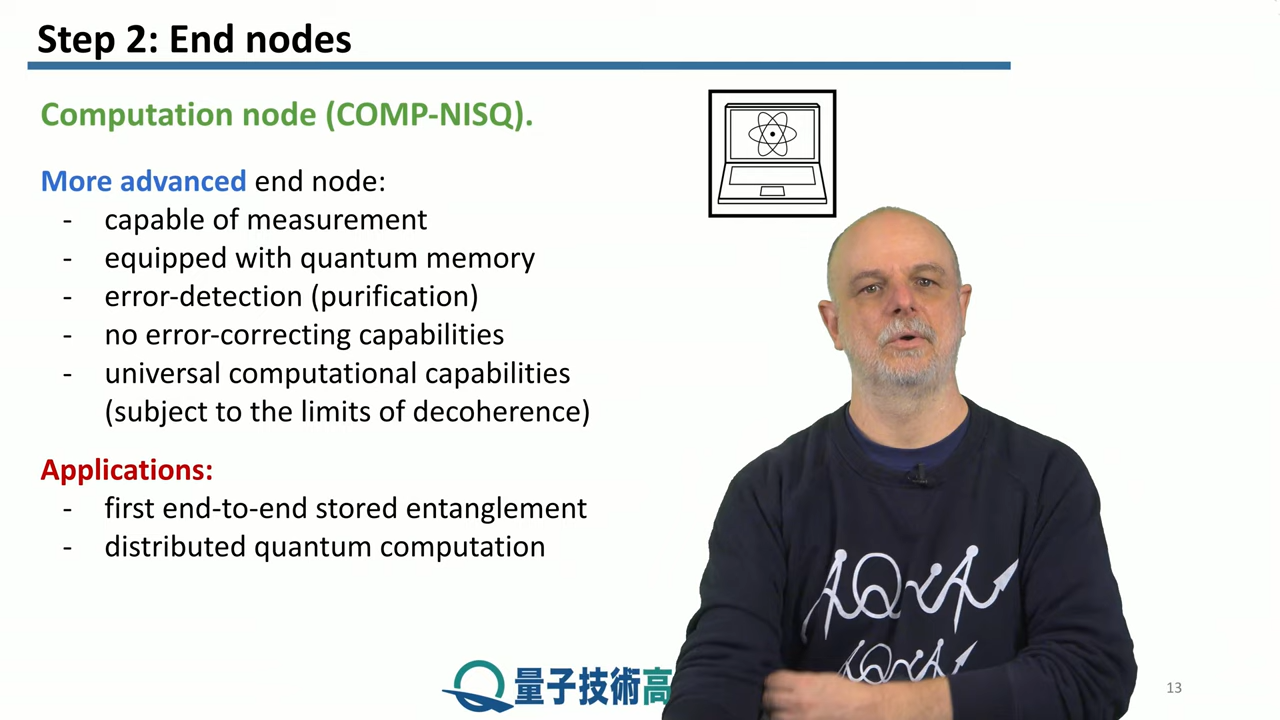 Step 2: End nodes
Computation node (COMP-NISQ).
More advanced end node:
- capable of measurement
- equipped with quantum memory
- error-detection (purification)
- no error-correcting capabilities
- universal computational capabilities
(subject to the limits of decoherence)
Applications:
- first end-to-end stored entanglement
- distributed quantum computation
AQUA
量子技術高
13